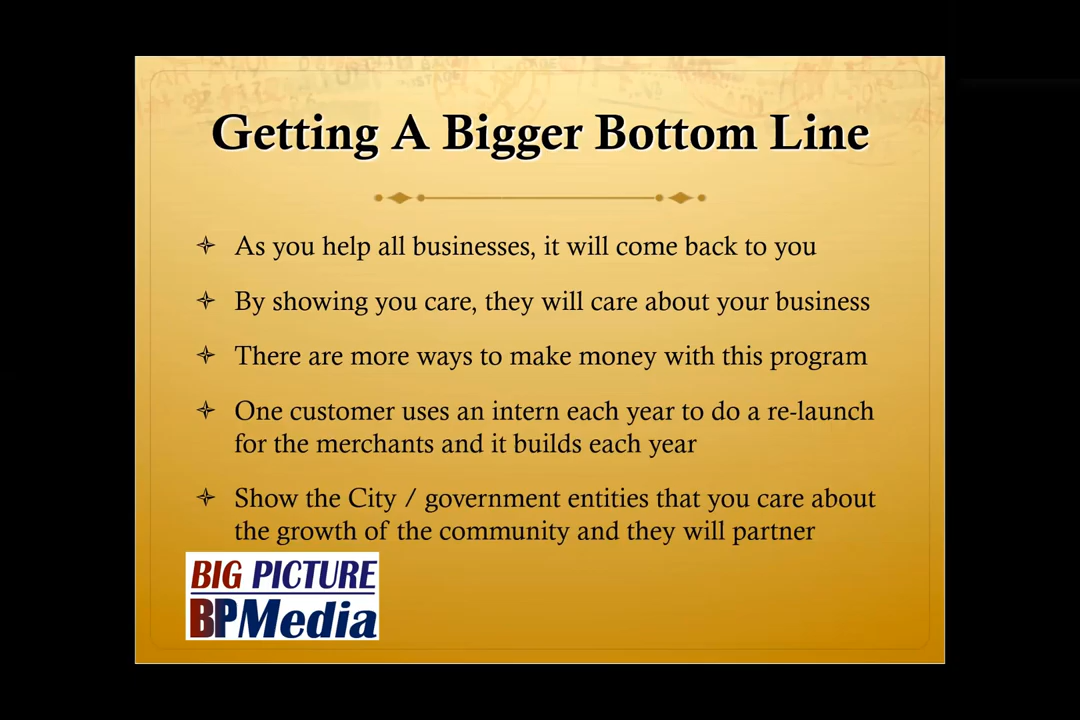 Getting A Bigger Bottom Line
As you help all businesses, it will come back to you
By showing you care, they will care about your business
There are more ways to make money with this program
One customer uses an intern each year to do a re-launch
for the merchants and it builds each year
Show the City / government entities that you care about
the growth of the community and they will partner
BIG PICTURE
BPMedia